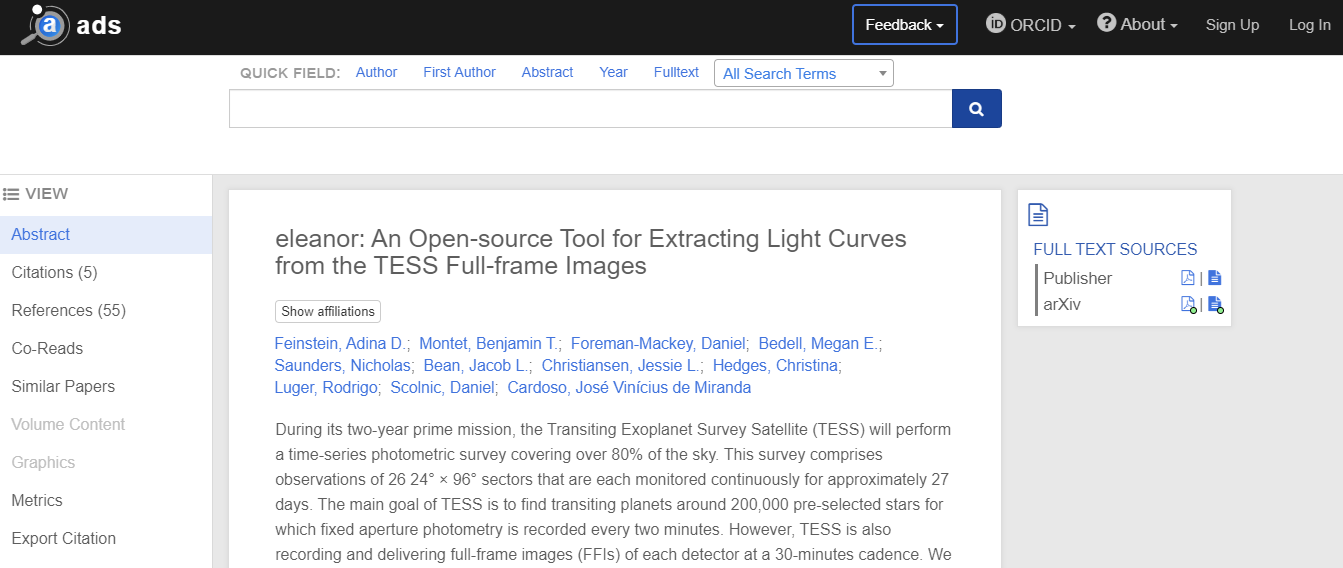 a ads
Feedback
iD ORCID
? About
Sign Up
Log In
QUICK FIELD: Author First Author Abstract Year Fulltext All Search Terms
VIEW
Abstract
Citations (5)
References (55)
Co-Reads
Similar Papers
Volume Content
Graphics
Metrics
Export Citation
eleanor: An Open-source Tool for Extracting Light Curves
from the TESS Full-frame Images
Show affiliations
Feinstein, Adina D.; Montet, Benjamin T.; Foreman-Mackey, Daniel; Bedell, Megan E.;
Saunders, Nicholas; Bean, Jacob L.; Christiansen, Jessie L.; Hedges, Christina;
Luger, Rodrigo; Scolnic, Daniel; Cardoso, José Vinícius de Miranda
During its two-year prime mission, the Transiting Exoplanet Survey Satellite (TESS) will perform
a time-series photometric survey covering over 80% of the sky. This survey comprises
observations of 26 24° × 96° sectors that are each monitored continuously for approximately 27
days. The main goal of TESS is to find transiting planets around 200,000 pre-selected stars for
which fixed aperture photometry is recorded every two minutes. However, TESS is also
recording and delivering full-frame images (FFIs) of each detector at a 30-minutes cadence. We
FULL TEXT SOURCES
Publisher |
arXiv |